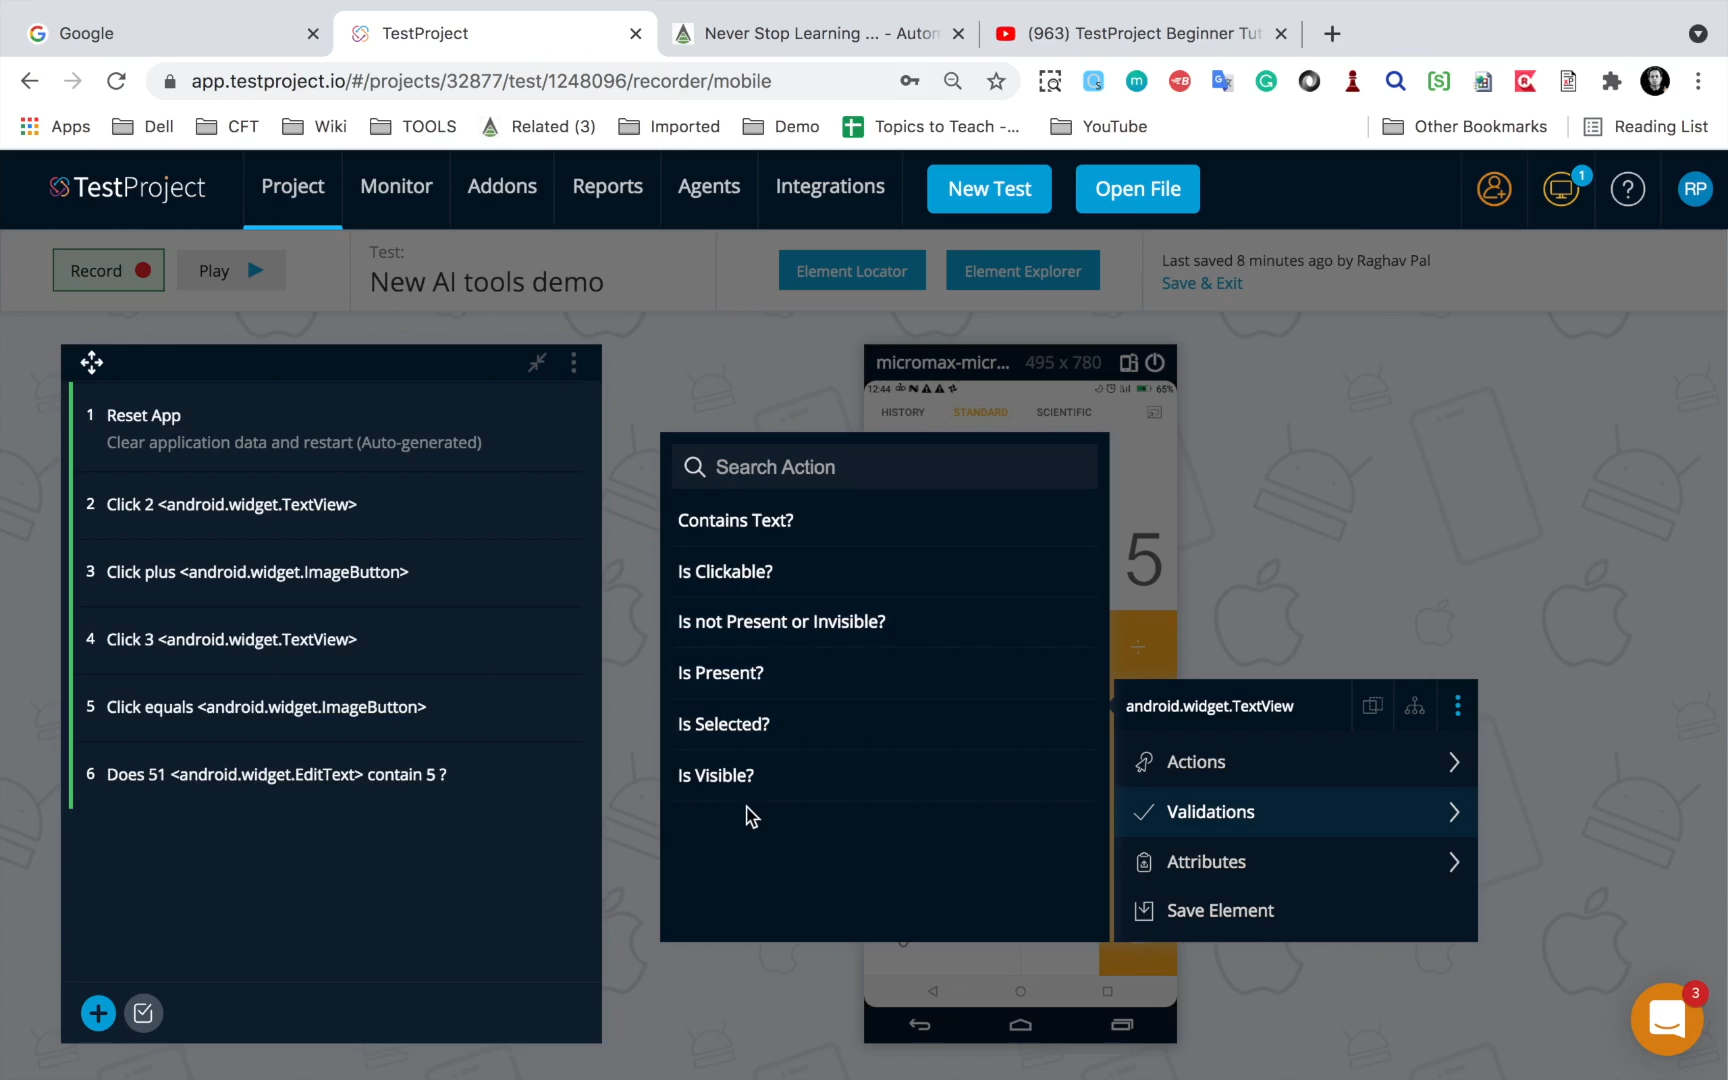 Google
TestProject
Never Stop Learning ... - Autom
(963) TestProject Beginner Tut
app.testproject.io/#/projects/32877/test/1248096/recorder/mobile
Apps
Dell
CFT
Wiki
TOOLS
Related (3)
Imported
Demo
Topics to Teach -...
YouTube
Other Bookmarks
Reading List
TestProject
Project
Monitor
Addons
Reports
Agents
Integrations
New Test
Open File
1
?
RP
Record
Play
Test:
New AI tools demo
Element Locator
Element Explorer
Last saved 8 minutes ago by Raghav Pal
Save & Exit
1 Reset App
Clear application data and restart (Auto-generated)
2 Click 2 <android.widget.TextView>
3 Click plus <android.widget.ImageButton>
4 Click 3 <android.widget.TextView>
5 Click equals <android.widget.ImageButton>
6 Does 51 <android.widget.EditText> contain 5 ?
micromax-micr... 495 x 780
12:44
65%
HISTORY
STANDARD
SCIENTIFIC
5
÷
Search Action
Contains Text?
Is Clickable?
Is not Present or Invisible?
Is Present?
Is Selected?
Is Visible?
android.widget.TextView
Actions
Validations
Attributes
Save Element
3